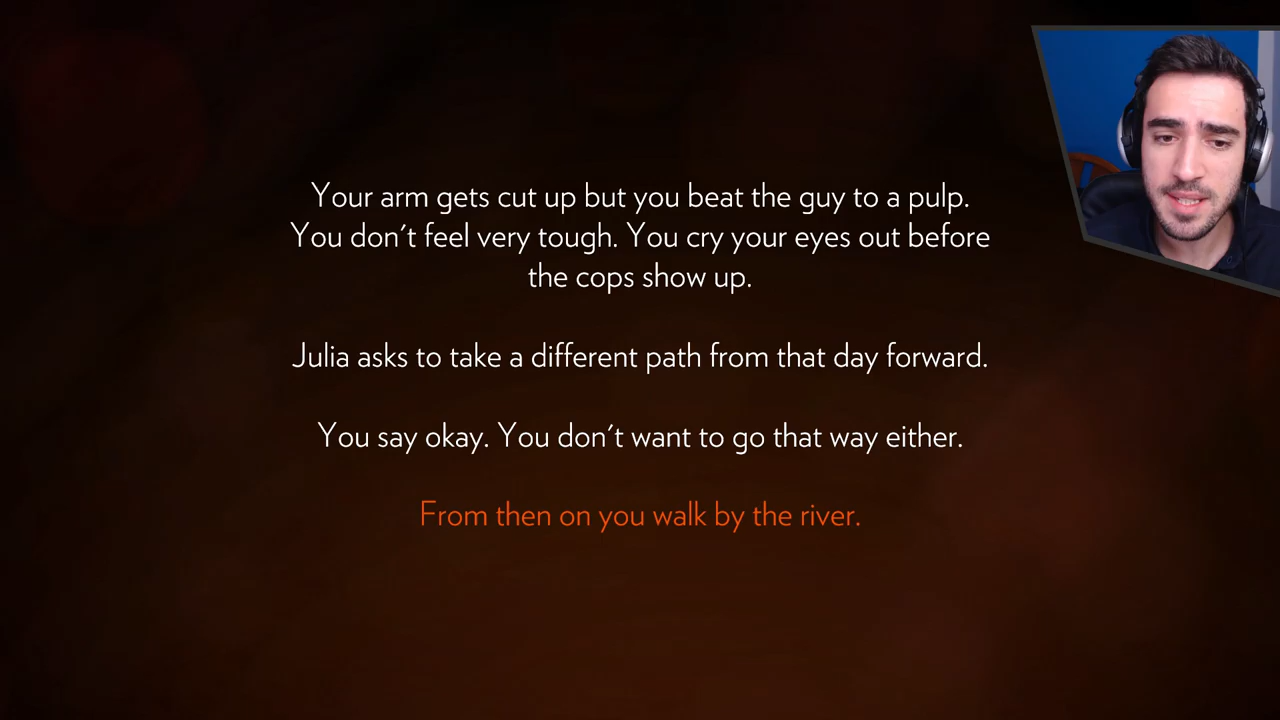 Your arm gets cut up but you beat the guy to a pulp.
You don't feel very tough. You cry your eyes out before
the cops show up.
Julia asks to take a different path from that day forward.
You say okay. You don't want to go that way either.
From then on you walk by the river.